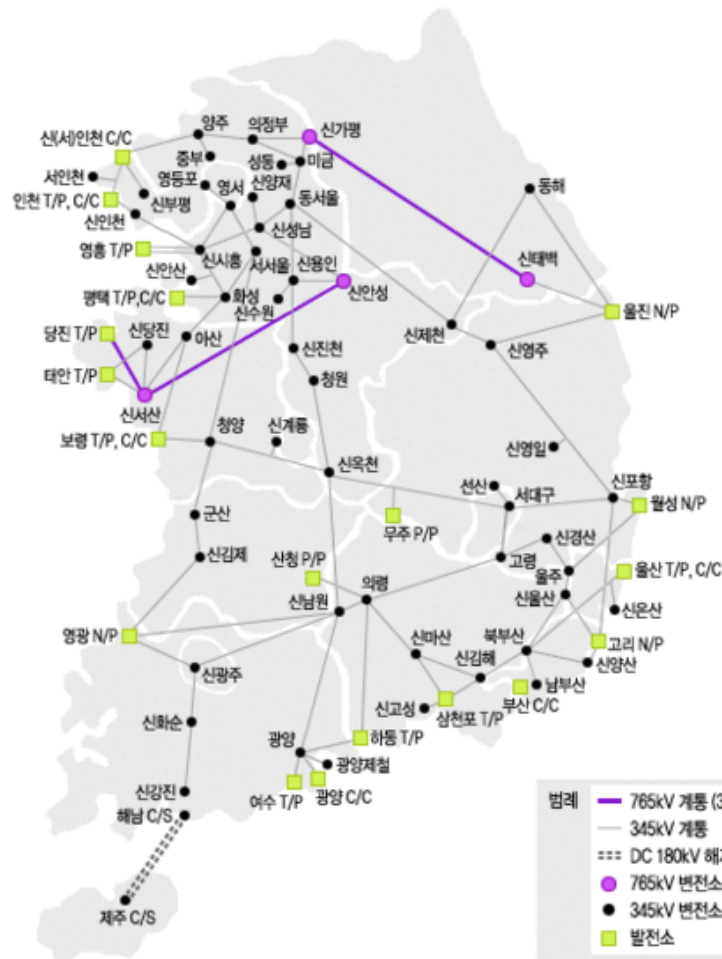 양주
의정부
신가평
신(서)인천 C/C
중부
성동
미금
서인천
영등포
신양재
동해
인천 T/P, C/C
신부평
영서
동서울
신인천
신성남
영흥 T/P
신시흥
서서울
신용인
신태백
신안산
신안성
평택 T/P,C/C
화성
신수원
울진 N/P
당진 T/P
신당진
아산
신제천
신영주
신진천
태안 T/P
청원
신서산
보령 T/P, C/C
청양
신계룡
신영일
신옥천
선산
서대구
신포항
월성 N/P
군산
무주 P/P
신경산
신김제
산청 P/P
고령
울주
울산 T/P, C/C
의령
신울산
신남원
신온산
영광 N/P
신마산
북부산
고리 N/P
신광주
신김해
신양산
남부산
신고성
삼천포 T/P
부산 C/C
신화순
광양
하동 T/P
광양제철
신강진
여수 T/P
광양 C/C
해남 C/S
제주 C/S
범례
765kV 계통 (3
345kV 계통
DC 180kV 해
765kV 변전소
345kV 변전소
발전소